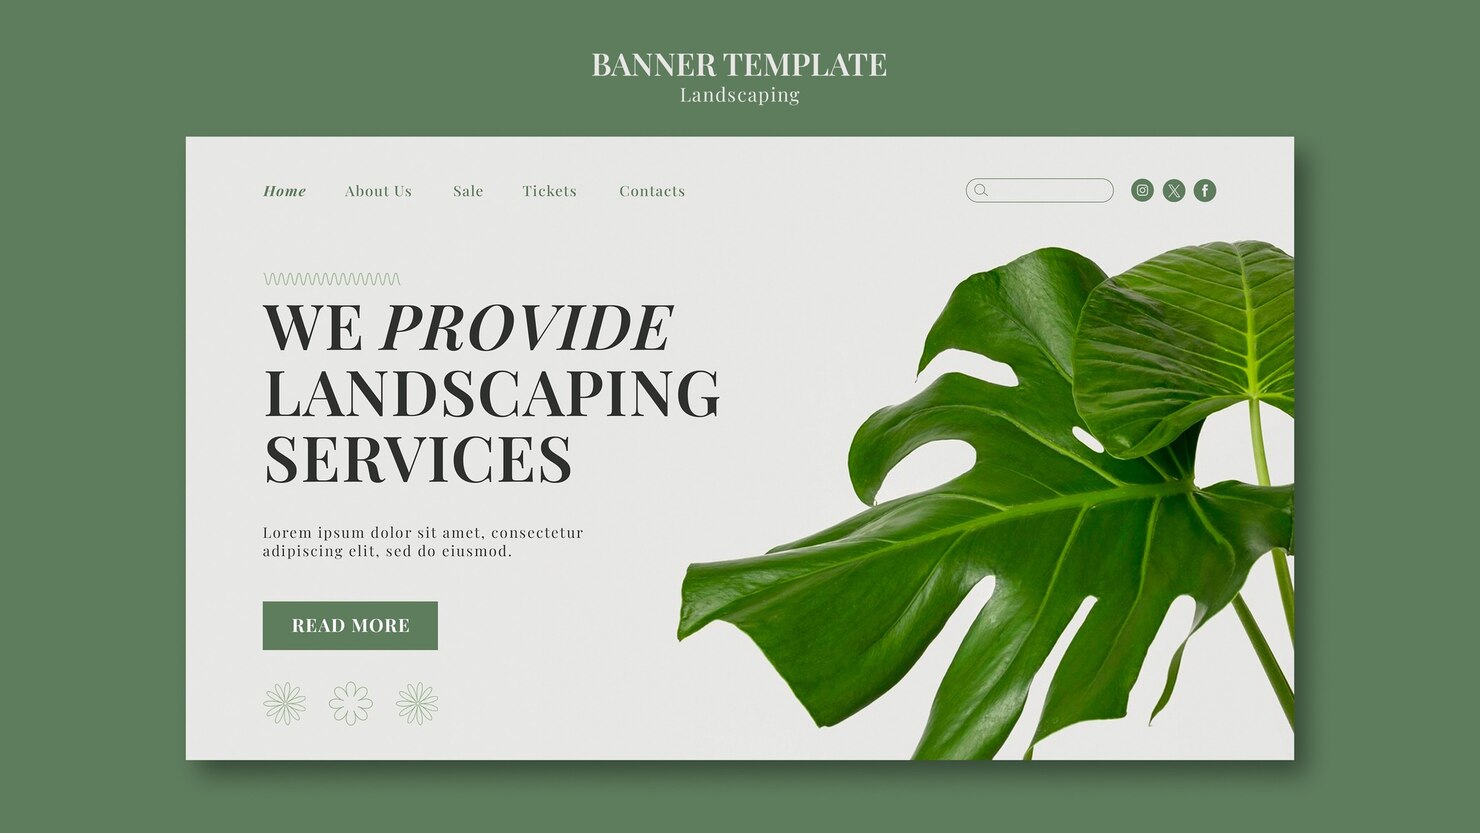 BANNER TEMPLATE
Landscaping
Home About Us Sale Tickets Contacts
WE PROVIDE
LANDSCAPING
SERVICES
Lorem ipsum dolor sit amet, consectetur
adipiscing elit, sed do eiusmod.
READ MORE